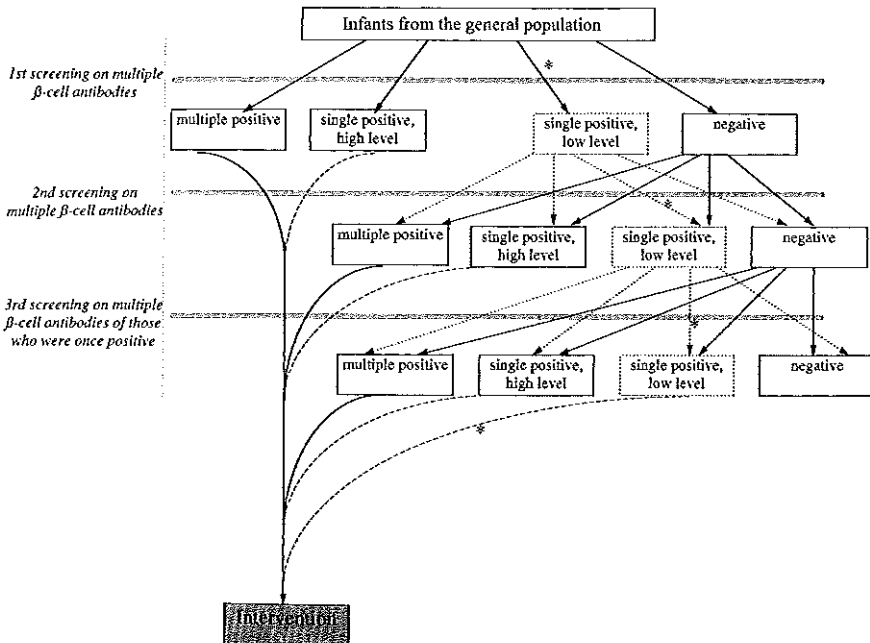 Infants from the general population
1st screening on multiple
β-cell antibodies
*
multiple positive
single positive,
high level
single positive,
low level
negative
2nd screening on
multiple β-cell antibodies
*
multiple positive
single positive,
high level
single positive,
low level
negative
3rd screening on multiple
β-cell antibodies of those
who were once positive
*
multiple positive
single positive,
high level
single positive,
low level
negative
*
Intervention